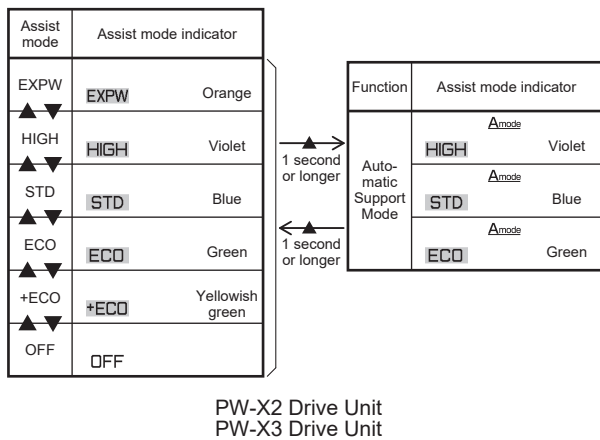 Assist mode
Assist mode indicator
EXPW
EXPW
Orange
HIGH
HIGH
Violet
STD
STD
Blue
ECO
ECO
Green
+ECO
+ECO
Yellowish green
OFF
OFF
1 second
or longer
1 second
or longer
Function
Assist mode indicator
Auto-
matic
Support
Mode
Amode
HIGH
Violet
Amode
STD
Blue
Amode
ECO
Green
PW-X2 Drive Unit
PW-X3 Drive Unit